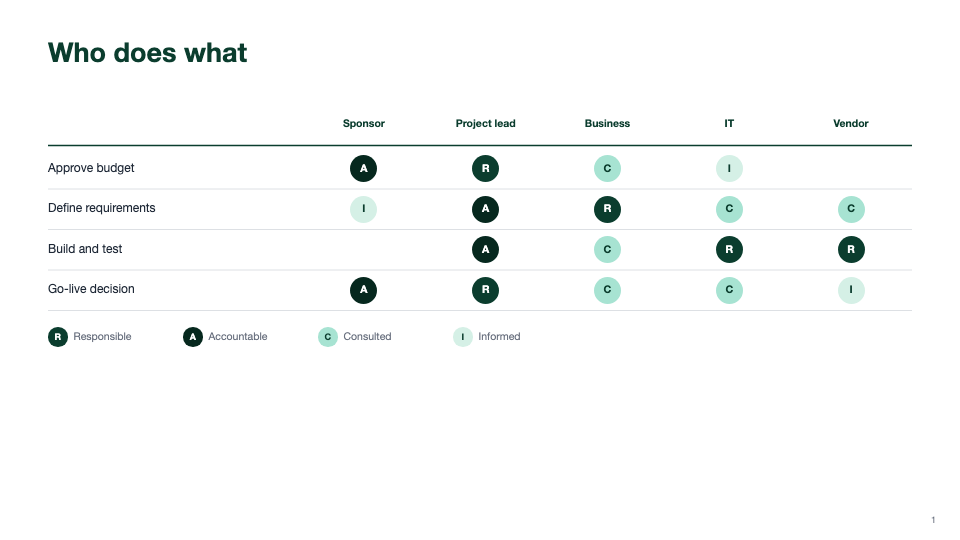 Who does what
Sponsor Project lead Business IT Vendor
Approve budget A R C I
Define requirements I A R C C
Build and test A C R R
Go-live decision A R C C I
R Responsible A Accountable C Consulted I Informed
1